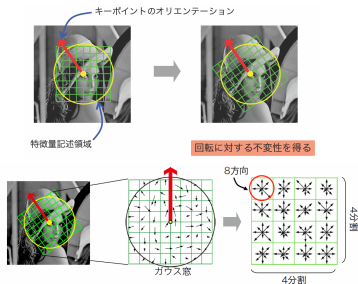 キーポイントのオリエンテーション
特徴量記述領域
回転に対する不変性を得る
8方向
ガウス窓
4分割
4分割